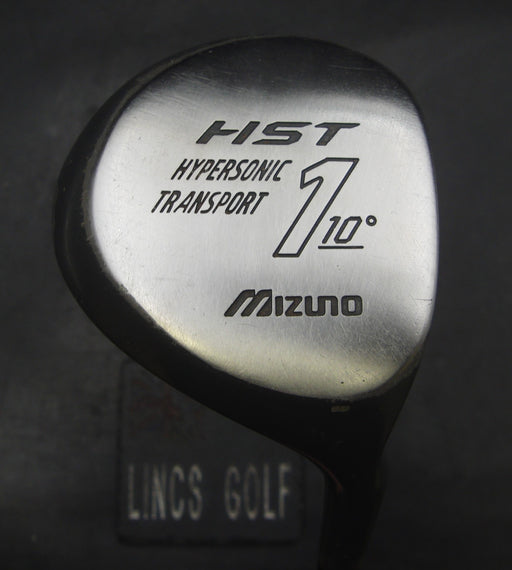 HST
HYPERSONIC
TRANSPORT
1 10°
MIZUNO
LINCS GOLF